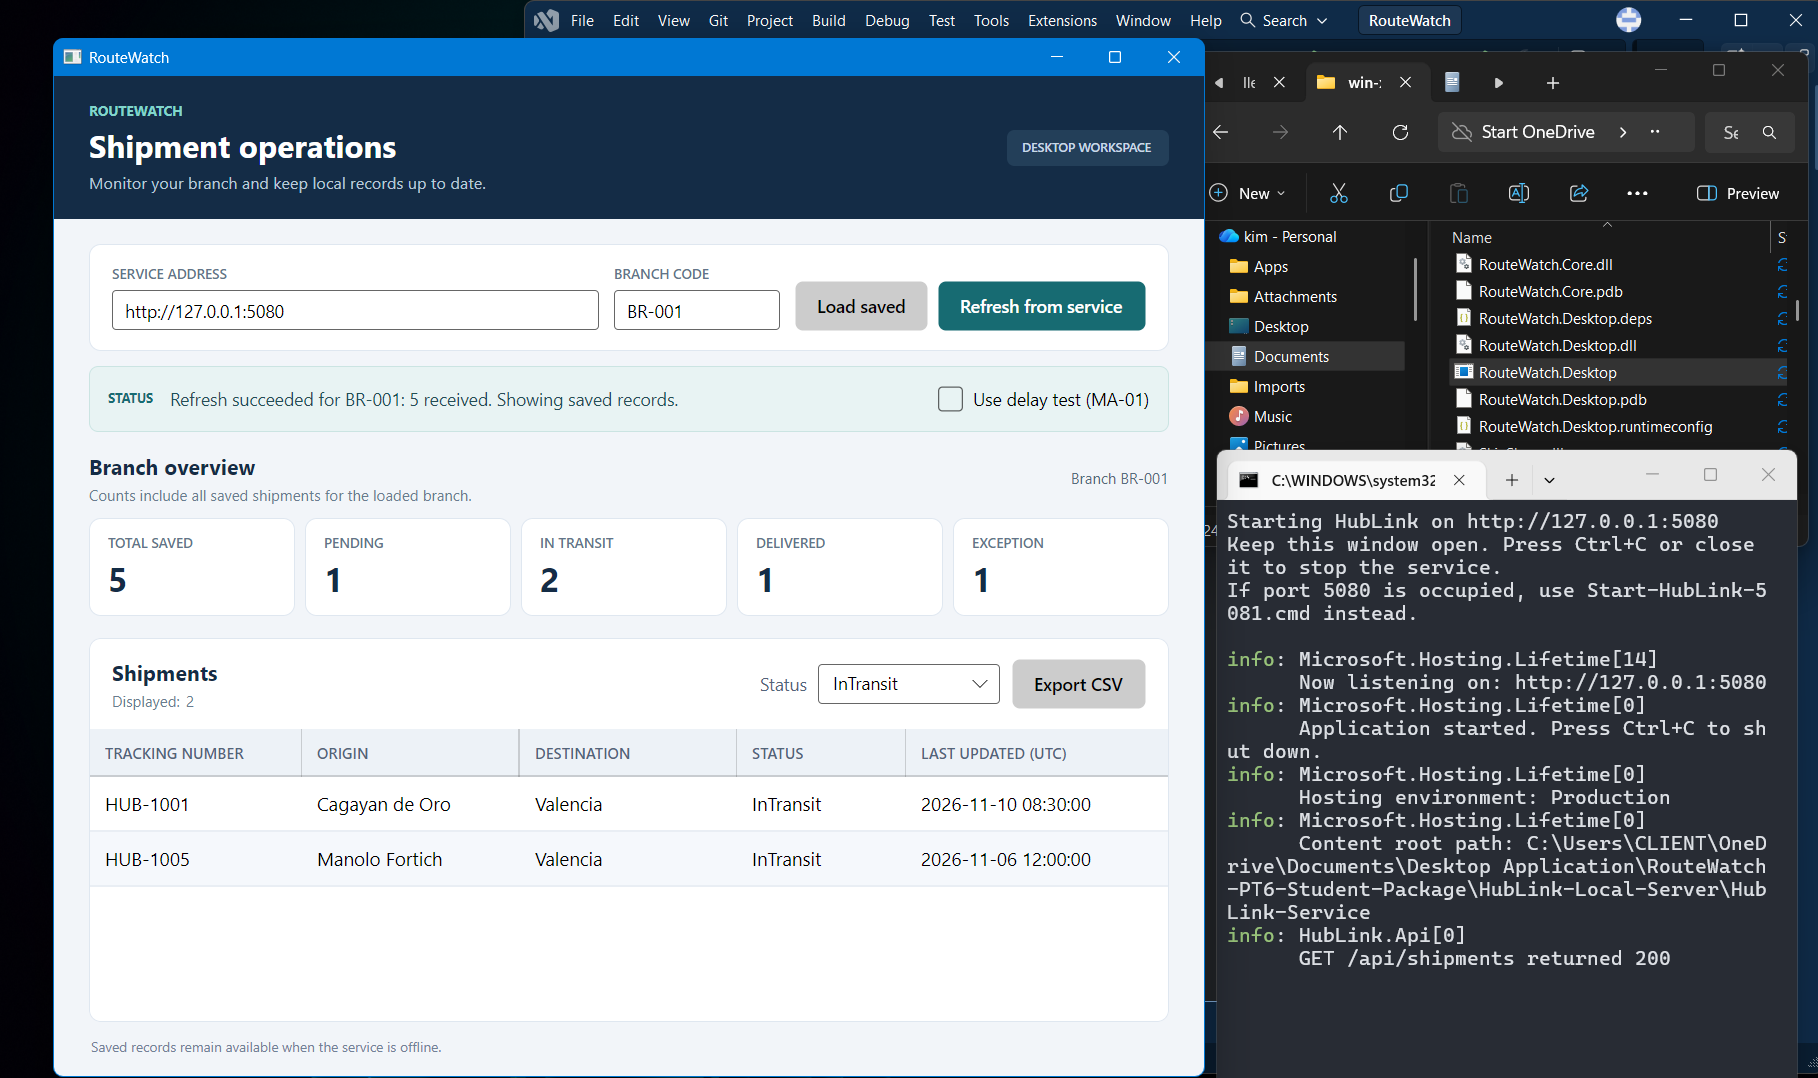 File Edit View Git Project Build Debug Test Tools Extensions Window Help Search RouteWatch
RouteWatch
ROUTEWATCH
Shipment operations
Monitor your branch and keep local records up to date.
DESKTOP WORKSPACE
SERVICE ADDRESS
BRANCH CODE
http://127.0.0.1:5080
BR-001
Load saved
Refresh from service
STATUS Refresh succeeded for BR-001: 5 received. Showing saved records.
Use delay test (MA-01)
Branch overview
Counts include all saved shipments for the loaded branch.
Branch BR-001
TOTAL SAVED
5
PENDING
1
IN TRANSIT
2
DELIVERED
1
EXCEPTION
1
Shipments
Displayed: 2
Status InTransit
Export CSV
TRACKING NUMBER ORIGIN DESTINATION STATUS LAST UPDATED (UTC)
HUB-1001 Cagayan de Oro Valencia InTransit 2026-11-10 08:30:00
HUB-1005 Manolo Fortich Valencia InTransit 2026-11-06 12:00:00
Saved records remain available when the service is offline.
win-
Start OneDrive
New
Preview
kim - Personal
Apps
Attachments
Desktop
Documents
Imports
Music
Pictures
Name
RouteWatch.Core.dll
RouteWatch.Core.pdb
RouteWatch.Desktop.deps
RouteWatch.Desktop.dll
RouteWatch.Desktop
RouteWatch.Desktop.pdb
RouteWatch.Desktop.runtimeconfig
C:\WINDOWS\system32
Starting HubLink on http://127.0.0.1:5080
Keep this window open. Press Ctrl+C or close
it to stop the service.
If port 5080 is occupied, use Start-HubLink-5
081.cmd instead.
info: Microsoft.Hosting.Lifetime[14]
Now listening on: http://127.0.0.1:5080
info: Microsoft.Hosting.Lifetime[0]
Application started. Press Ctrl+C to sh
ut down.
info: Microsoft.Hosting.Lifetime[0]
Hosting environment: Production
info: Microsoft.Hosting.Lifetime[0]
Content root path: C:\Users\CLIENT\OneD
rive\Documents\Desktop Application\RouteWatch
-PT6-Student-Package\HubLink-Local-Server\Hub
Link-Service
info: HubLink.Api[0]
GET /api/shipments returned 200